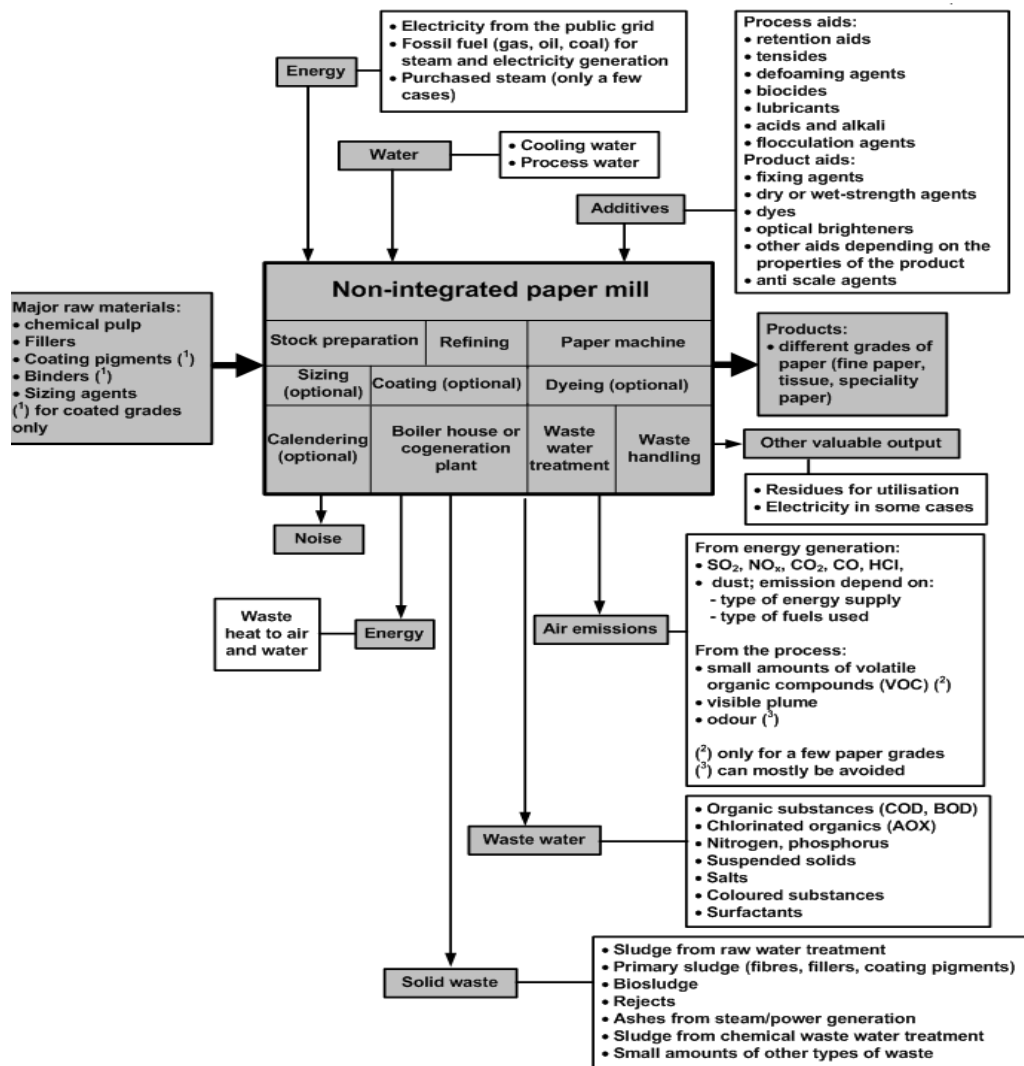 • Electricity from the public grid
• Fossil fuel (gas, oil, coal) for
steam and electricity generation
• Purchased steam (only a few
cases)
Energy
Process aids:
• retention aids
• tensides
• defoaming agents
• biocides
• lubricants
• acids and alkali
• flocculation agents
Product aids:
• fixing agents
• dry or wet-strength agents
• dyes
• optical brighteners
• other aids depending on the
properties of the product
• anti scale agents
Water
• Cooling water
• Process water
Additives
Major raw materials:
• chemical pulp
• Fillers
• Coating pigments (¹)
• Binders (¹)
• Sizing agents
(¹) for coated grades
only
Non-integrated paper mill
Stock preparation
Refining
Paper machine
Sizing
(optional)
Coating (optional)
Dyeing (optional)
Calendering
(optional)
Boiler house or
cogeneration
plant
Waste
water
treatment
Waste
handling
Products:
• different grades of
paper (fine paper,
tissue, speciality
paper)
Other valuable output
• Residues for utilisation
• Electricity in some cases
Noise
Waste
heat to air
and water
Energy
Air emissions
From energy generation:
• SO₂, NOₓ, CO₂, CO, HCl,
• dust; emission depend on:
- type of energy supply
- type of fuels used
From the process:
• small amounts of volatile
organic compounds (VOC) (²)
• visible plume
• odour (³)
(²) only for a few paper grades
(³) can mostly be avoided
Waste water
• Organic substances (COD, BOD)
• Chlorinated organics (AOX)
• Nitrogen, phosphorus
• Suspended solids
• Salts
• Coloured substances
• Surfactants
Solid waste
• Sludge from raw water treatment
• Primary sludge (fibres, fillers, coating pigments)
• Biosludge
• Rejects
• Ashes from steam/power generation
• Sludge from chemical waste water treatment
• Small amounts of other types of waste